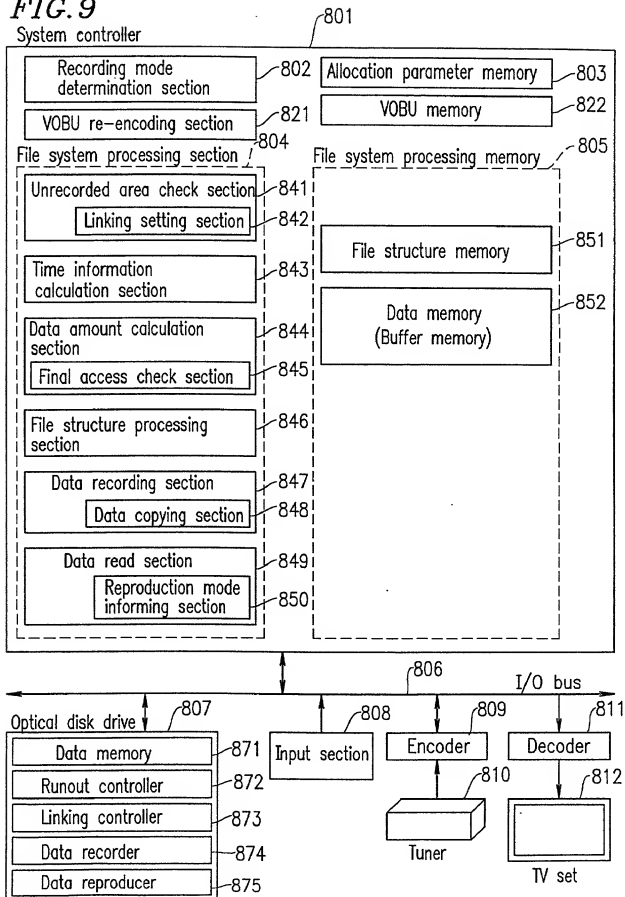 FIG. 9
System controller
801
Recording mode
determination section
802
Allocation parameter memory
803
VOBU re-encoding section
821
VOBU memory
822
File system processing section
804
File system processing memory
805
Unrecorded area check section
841
Linking setting section
842
Time information
calculation section
843
Data amount calculation
section
844
Final access check section
845
File structure processing
section
846
Data recording section
847
Data copying section
848
Data read section
849
Reproduction mode
informing section
850
File structure memory
851
Data memory
(Buffer memory)
852
806
I/O bus
Optical disk drive
807
Data memory
871
Runout controller
872
Linking controller
873
Data recorder
874
Data reproducer
875
808
Input section
809
Encoder
810
Tuner
811
Decoder
812
TV set